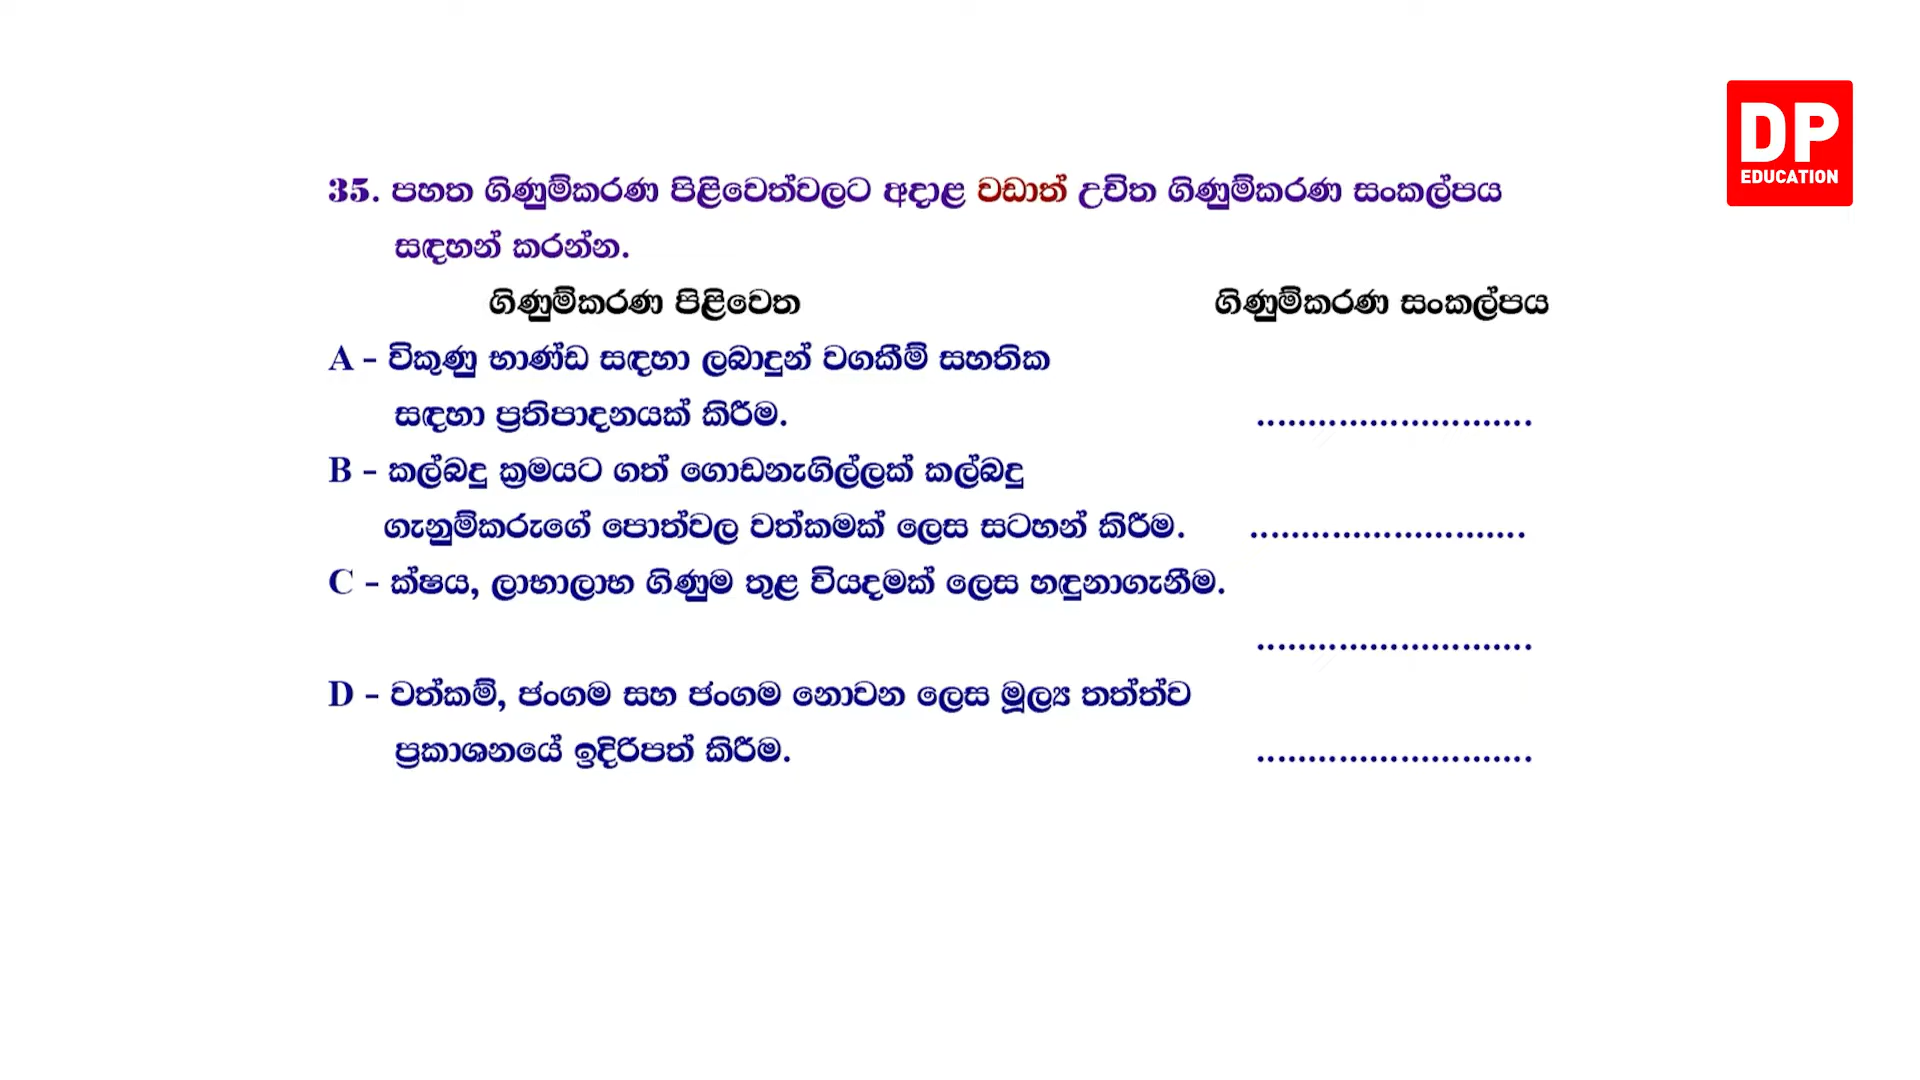 DP
EDUCATION
35. පහත ගිණුම්කරණ පිළිවෙත්වලට අදාළ වඩාත් උචිත ගිණුම්කරණ සංකල්පය
සඳහන් කරන්න.
ගිණුම්කරණ පිළිවෙත ගිණුම්කරණ සංකල්පය
A - විකුණු භාණ්ඩ සඳහා ලබාදුන් වගකීම් සහතික
සඳහා ප්‍රතිපාදනයක් කිරීම. ...........................
B - කල්බදු ක්‍රමයට ගත් ගොඩනැගිල්ලක් කල්බදු
ගැනුම්කරුගේ පොත්වල වත්කමක් ලෙස සටහන් කිරීම. ...........................
C - ක්ෂය, ලාභාලාභ ගිණුම තුළ වියදමක් ලෙස හඳුනාගැනීම.
...........................
D - වත්කම්, ජංගම සහ ජංගම නොවන ලෙස මූල්‍ය තත්ත්ව
ප්‍රකාශනයේ ඉදිරිපත් කිරීම. ...........................